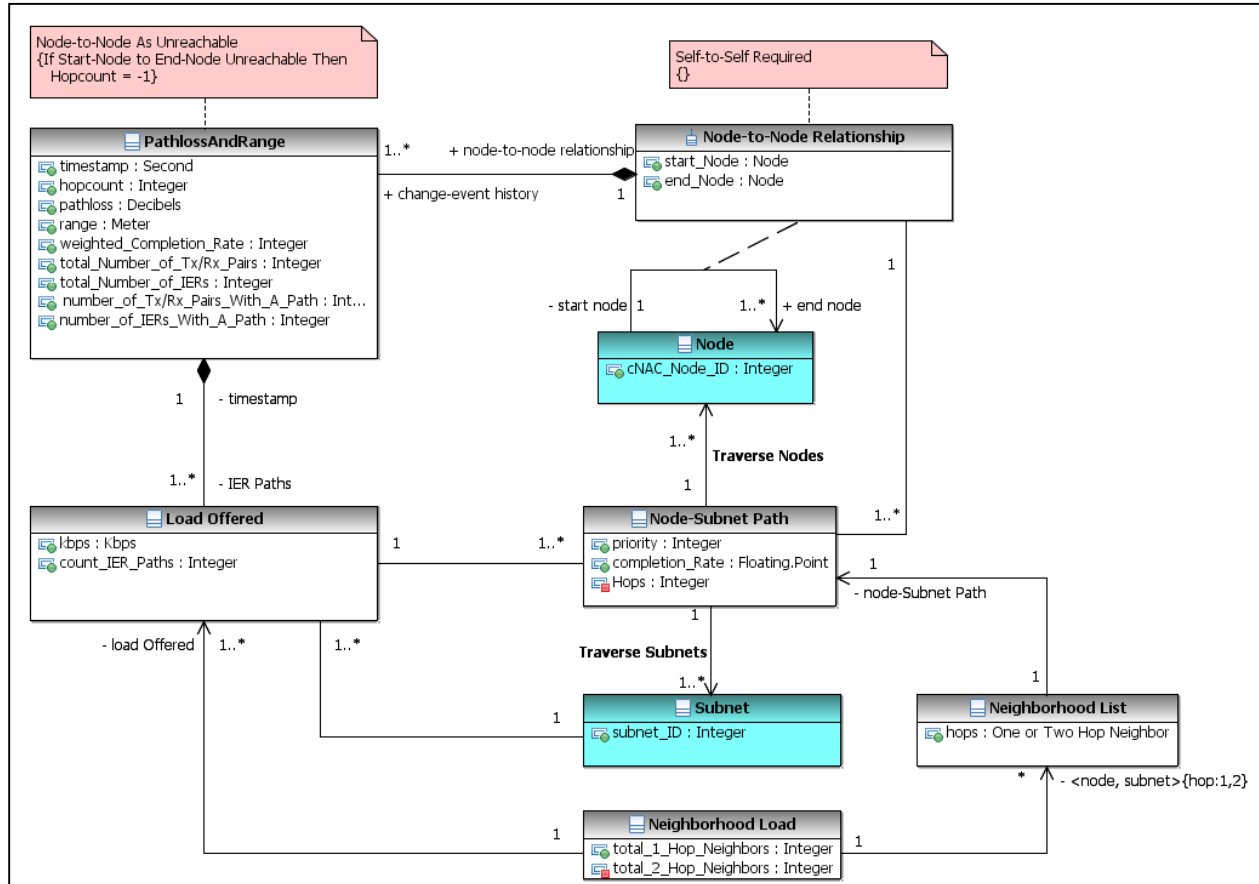 Node-to-Node As Unreachable
{If Start-Node to End-Node Unreachable Then
Hopcount = -1}
Self-to-Self Required
{}
PathlossAndRange
timestamp : Second
hopcount : Integer
pathloss : Decibels
range : Meter
weighted_Completion_Rate : Integer
total_Number_of_Tx/Rx_Pairs : Integer
total_Number_of_IERs : Integer
number_of_Tx/Rx_Pairs_With_A_Path : Int...
number_of_IERs_With_A_Path : Integer
1..*
+ node-to-node relationship
+ change-event history
1
Node-to-Node Relationship
start_Node : Node
end_Node : Node
1
- start node
1
1..*
+ end node
Node
cNAC_Node_ID : Integer
1
- timestamp
1..*
- IER Paths
1..*
Traverse Nodes
1
1..*
Load Offered
kbps : Kbps
count_IER_Paths : Integer
1
1..*
Node-Subnet Path
priority : Integer
completion_Rate : Floating.Point
Hops : Integer
1
- node-Subnet Path
- load Offered
1..*
1..*
1
Traverse Subnets
1..*
1
Subnet
subnet_ID : Integer
1
Neighborhood List
hops : One or Two Hop Neighbor
*
- <node, subnet>{hop:1,2}
1
Neighborhood Load
total_1_Hop_Neighbors : Integer
total_2_Hop_Neighbors : Integer
1